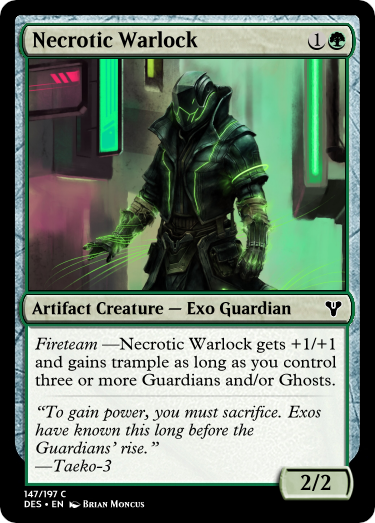 Necrotic Warlock 1
Artifact Creature — Exo Guardian
Fireteam —Necrotic Warlock gets +1/+1
and gains trample as long as you control
three or more Guardians and/or Ghosts.
“To gain power, you must sacrifice. Exos
have known this long before the
Guardians’ rise.”
—Taeko-3
2/2
147/197 C
DES • EN Brian Moncus